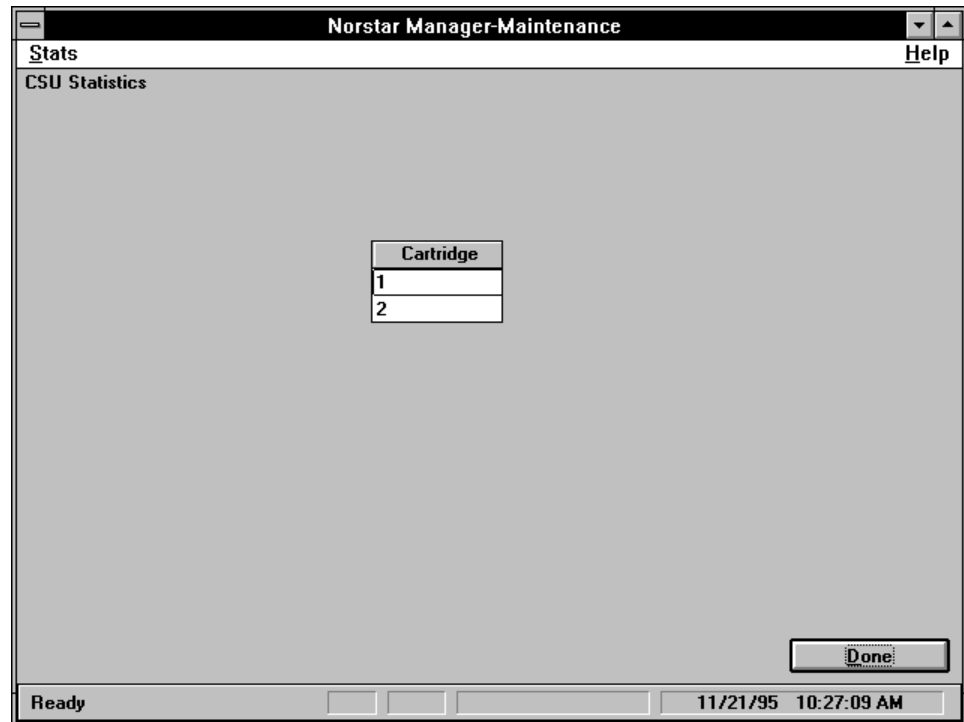 Norstar Manager-Maintenance
Stats Help
CSU Statistics
Cartridge
1
2
Done
Ready 11/21/95 10:27:09 AM